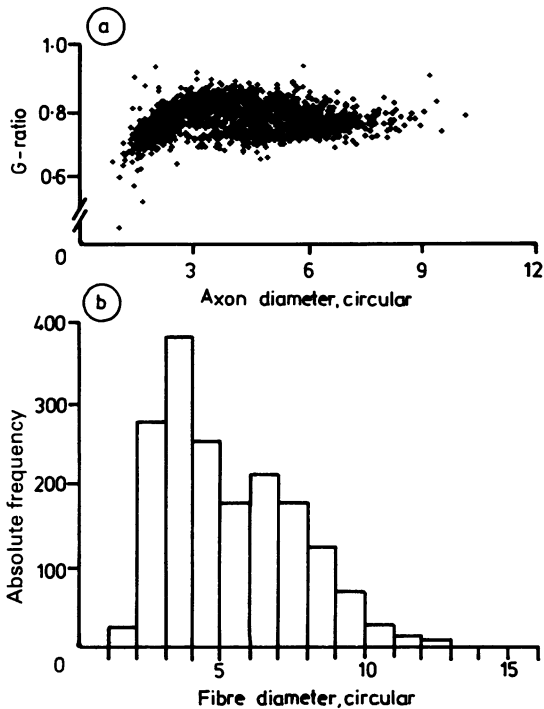 a
1·0
0·8
0·6
0
G-ratio
3 6 9 12
Axon diameter, circular
b
400
300
200
100
0
Absolute frequency
5 10 15
Fibre diameter, circular